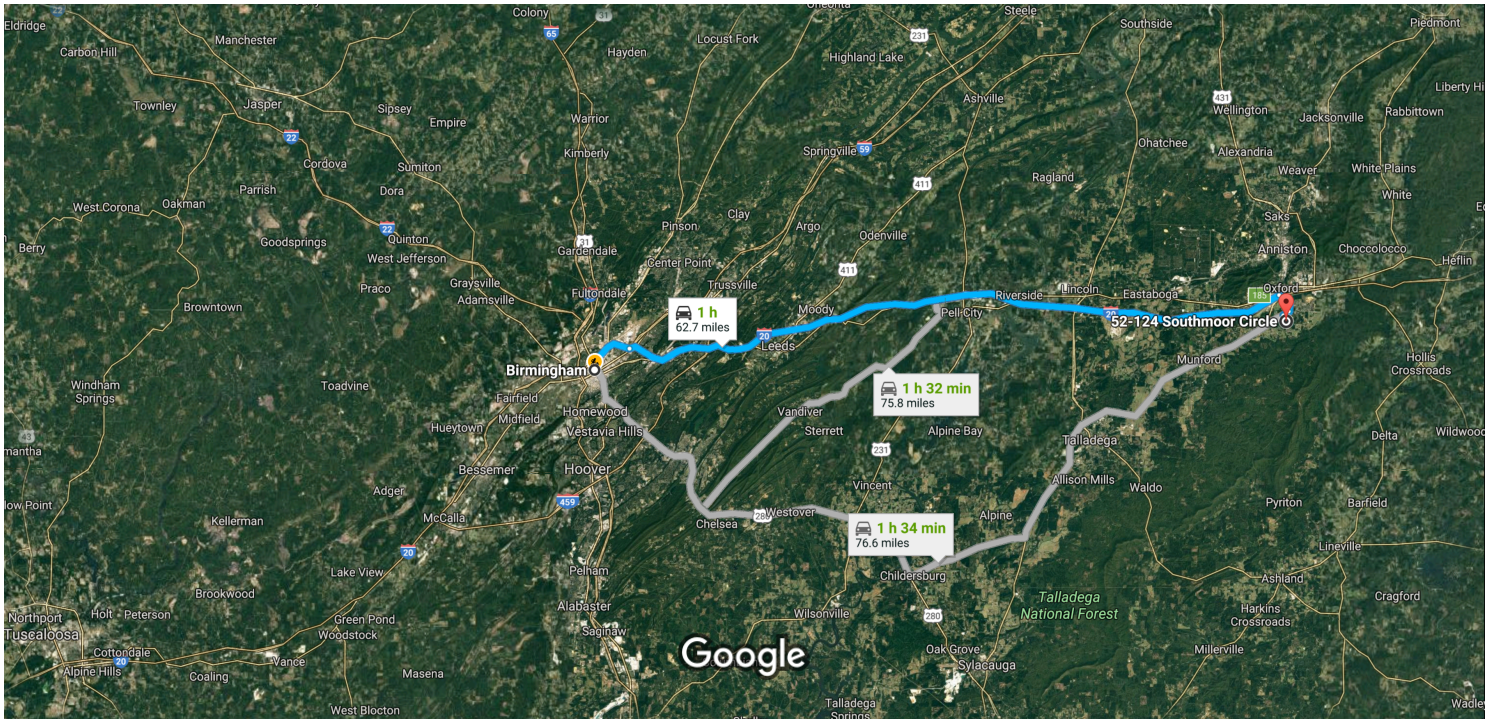 Eldridge
22
Colony
31
Oneonta
Steele
65
231
Southside
Piedmont
Manchester
Locust Fork
Carbon Hill
Hayden
Highland Lake
Liberty Hi
Ashville
431
Wellington
Townley
Jasper
Sipsey
Rabbittown
Empire
Warrior
Jacksonville
22
Ohatchee
Kimberly
Springville
59
Alexandria
Cordova
Sumiton
Weaver
White Plains
Ragland
Parrish
Dora
411
White
West Corona
Oakman
Clay
Saks
Pinson
Argo
22
Quinton
Odenville
Goodsprings
31
Gardendale
Berry
Anniston
Choccolocco
West Jefferson
Center Point
411
Heflin
Praco
Graysville
Trussville
Adamsville
Fultondale
Riverside
Lincoln
Eastaboga
185
Oxford
Browntown
1 h
62.7 miles
Moody
Pell City
20
52-124 Southmoor Circle
20
Leeds
Munford
Hollis
Crossroads
Birmingham
Windham
Springs
Toadvine
1 h 32 min
75.8 miles
Fairfield
Homewood
Vandiver
Midfield
Hueytown
Vestavia Hills
Sterrett
Alpine Bay
Delta
Wildwood
43
mantha
Talladega
231
Bessemer
Hoover
Allison Mills
Vincent
Waldo
Adger
459
Pyriton
Barfield
low Point
Kellerman
McCalla
Chelsea
280
Westover
Alpine
1 h 34 min
76.6 miles
20
Lineville
Lake View
Pelham
Childersburg
Ashland
Brookwood
Talladega
National Forest
Cragford
Alabaster
Northport
Holt
Peterson
Green Pond
Wilsonville
280
Harkins
Crossroads
Tuscaloosa
Woodstock
Saginaw
Cottondale
20
Vance
Google
Oak Grove
Millerville
Alpine Hills
Coaling
Masena
Sylacauga
West Blocton
Talladega
Springs
Wadley